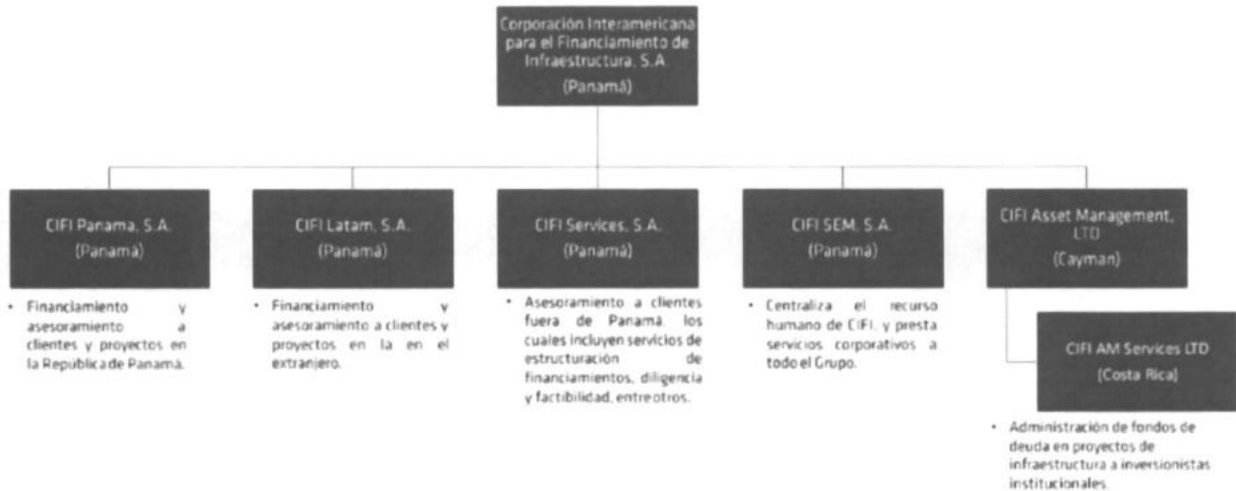 Corporación Interamericana
para el Financiamiento de
Infraestructura, S.A.
(Panamá)
CIFI Panama, S.A.
(Panamá)
• Financiamiento y
asesoramiento a
clientes y proyectos en
la República de Panamá.
CIFI Latam, S.A.
(Panamá)
• Financiamiento y
asesoramiento a clientes y
proyectos en la en el
extranjero.
CIFI Services, S.A.
(Panamá)
• Asesoramiento a clientes
fuera de Panamá, los
cuales incluyen servicios de
estructuración de
financiamientos, diligencia
y factibilidad, entre otros.
CIFI SEM, S.A.
(Panamá)
• Centraliza el recurso
humano de CIFI, y presta
servicios corporativos a
todo el Grupo.
CIFI Asset Management,
LTD
(Cayman)
CIFI AM Services LTD
(Costa Rica)
• Administración de fondos de
deuda en proyectos de
infraestructura a inversionistas
institucionales.